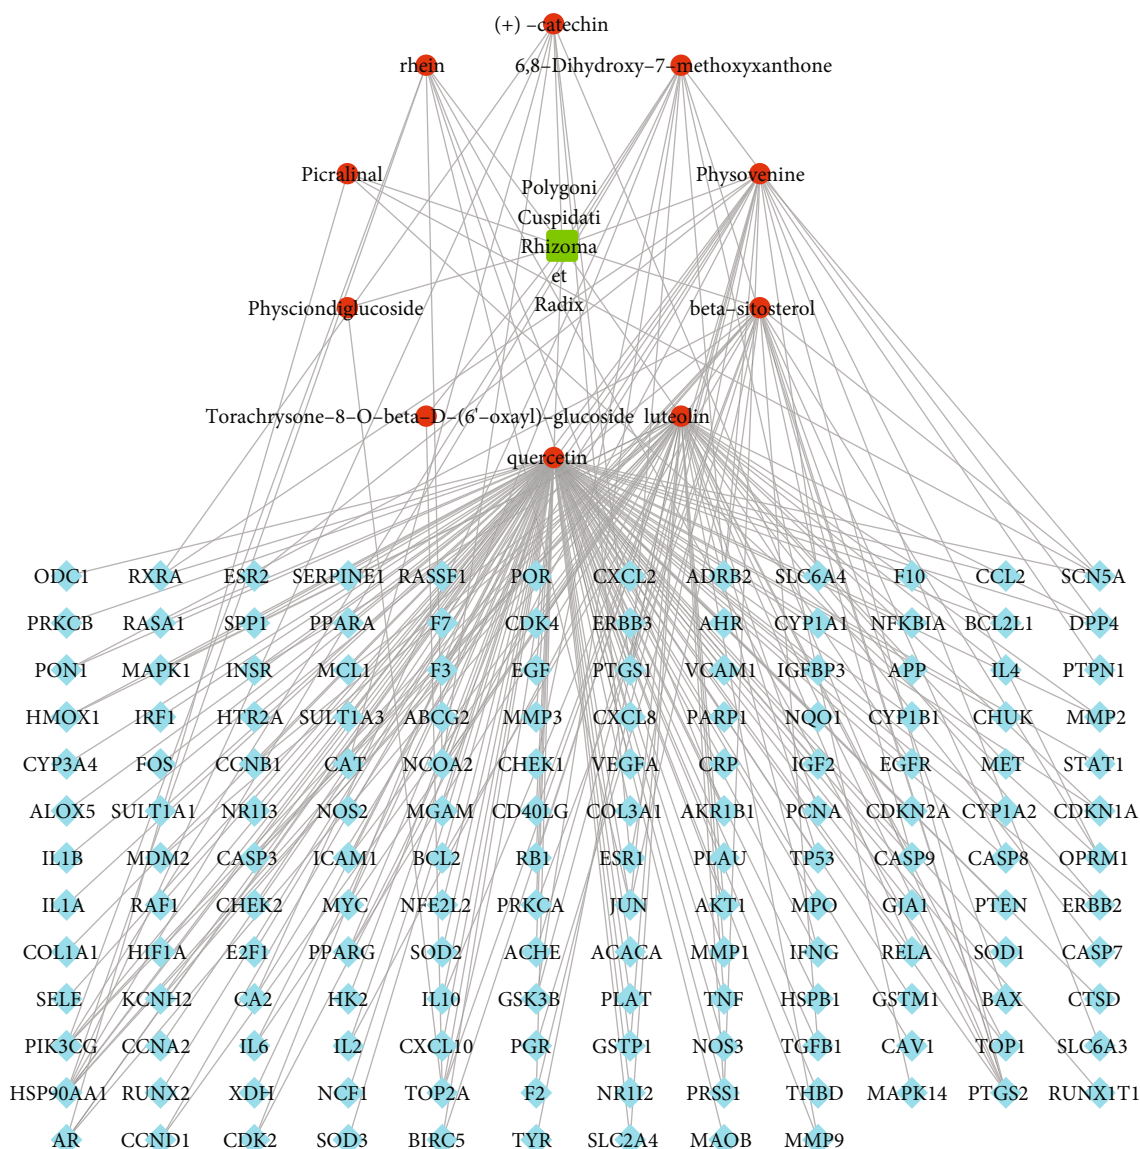 (+) –catechin
rhein
6,8–Dihydroxy–7–methoxyxanthone
Picralinal
Physovenine
Polygoni
Cuspidati
Rhizoma
et
Radix
Physciondiglucoside
beta–sitosterol
Torachrysone–8–O–beta–D–(6'–oxayl)–glucoside
luteolin
quercetin
ODC1 RXRA ESR2 SERPINE1 RASSF1 POR CXCL2 ADRB2 SLC6A4 F10 CCL2 SCN5A
PRKCB RASA1 SPP1 PPARA F7 CDK4 ERBB3 AHR CYP1A1 NFKBIA BCL2L1 DPP4
PON1 MAPK1 INSR MCL1 F3 EGF PTGS1 VCAM1 IGFBP3 APP IL4 PTPN1
HMOX1 IRF1 HTR2A SULT1A3 ABCG2 MMP3 CXCL8 PARP1 NQO1 CYP1B1 CHUK MMP2
CYP3A4 FOS CCNB1 CAT NCOA2 CHEK1 VEGFA CRP IGF2 EGFR MET STAT1
ALOX5 SULT1A1 NR1I3 NOS2 MGAM CD40LG COL3A1 AKR1B1 PCNA CDKN2A CYP1A2 CDKN1A
IL1B MDM2 CASP3 ICAM1 BCL2 RB1 ESR1 PLAU TP53 CASP9 CASP8 OPRM1
IL1A RAF1 CHEK2 MYC NFE2L2 PRKCA JUN AKT1 MPO GJA1 PTEN ERBB2
COL1A1 HIF1A E2F1 PPARG SOD2 ACHE ACACA MMP1 IFNG RELA SOD1 CASP7
SELE KCNH2 CA2 HK2 IL10 GSK3B PLAT TNF HSPB1 GSTM1 BAX CTSD
PIK3CG CCNA2 IL6 IL2 CXCL10 PGR GSTP1 NOS3 TGFB1 CAV1 TOP1 SLC6A3
HSP90AA1 RUNX2 XDH NCF1 TOP2A F2 NR1I2 PRSS1 THBD MAPK14 PTGS2 RUNX1T1
AR CCND1 CDK2 SOD3 BIRC5 TYR SLC2A4 MAOB MMP9